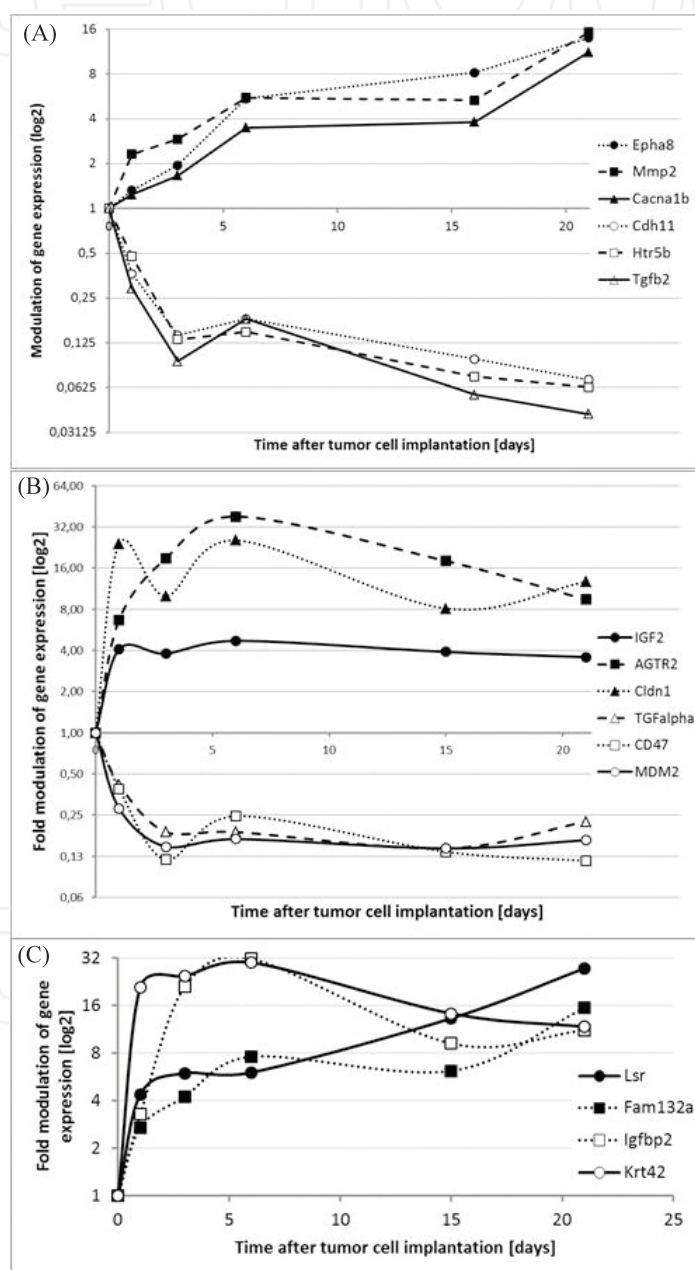 (A)
Modulation of gene expression (log2)
16
8
4
2
1
0,5
0,25
0,125
0,0625
0,03125
0
5
10
15
20
Time after tumor cell implantation [days]
Epha8
Mmp2
Cacna1b
Cdh11
Htr5b
Tgfb2
(B)
Fold modulation of gene expression [log2]
64,00
32,00
16,00
8,00
4,00
2,00
1,00
0,50
0,25
0,13
0,06
0
5
10
15
20
Time after tumor cell implantation [days]
IGF2
AGTR2
Cldn1
TGFalpha
CD47
MDM2
(C)
Fold modulation of gene
expression [log2]
32
16
8
4
2
1
0
5
10
15
20
25
Time after tumor cell implantation [days]
Lsr
Fam132a
Igfbp2
Krt42